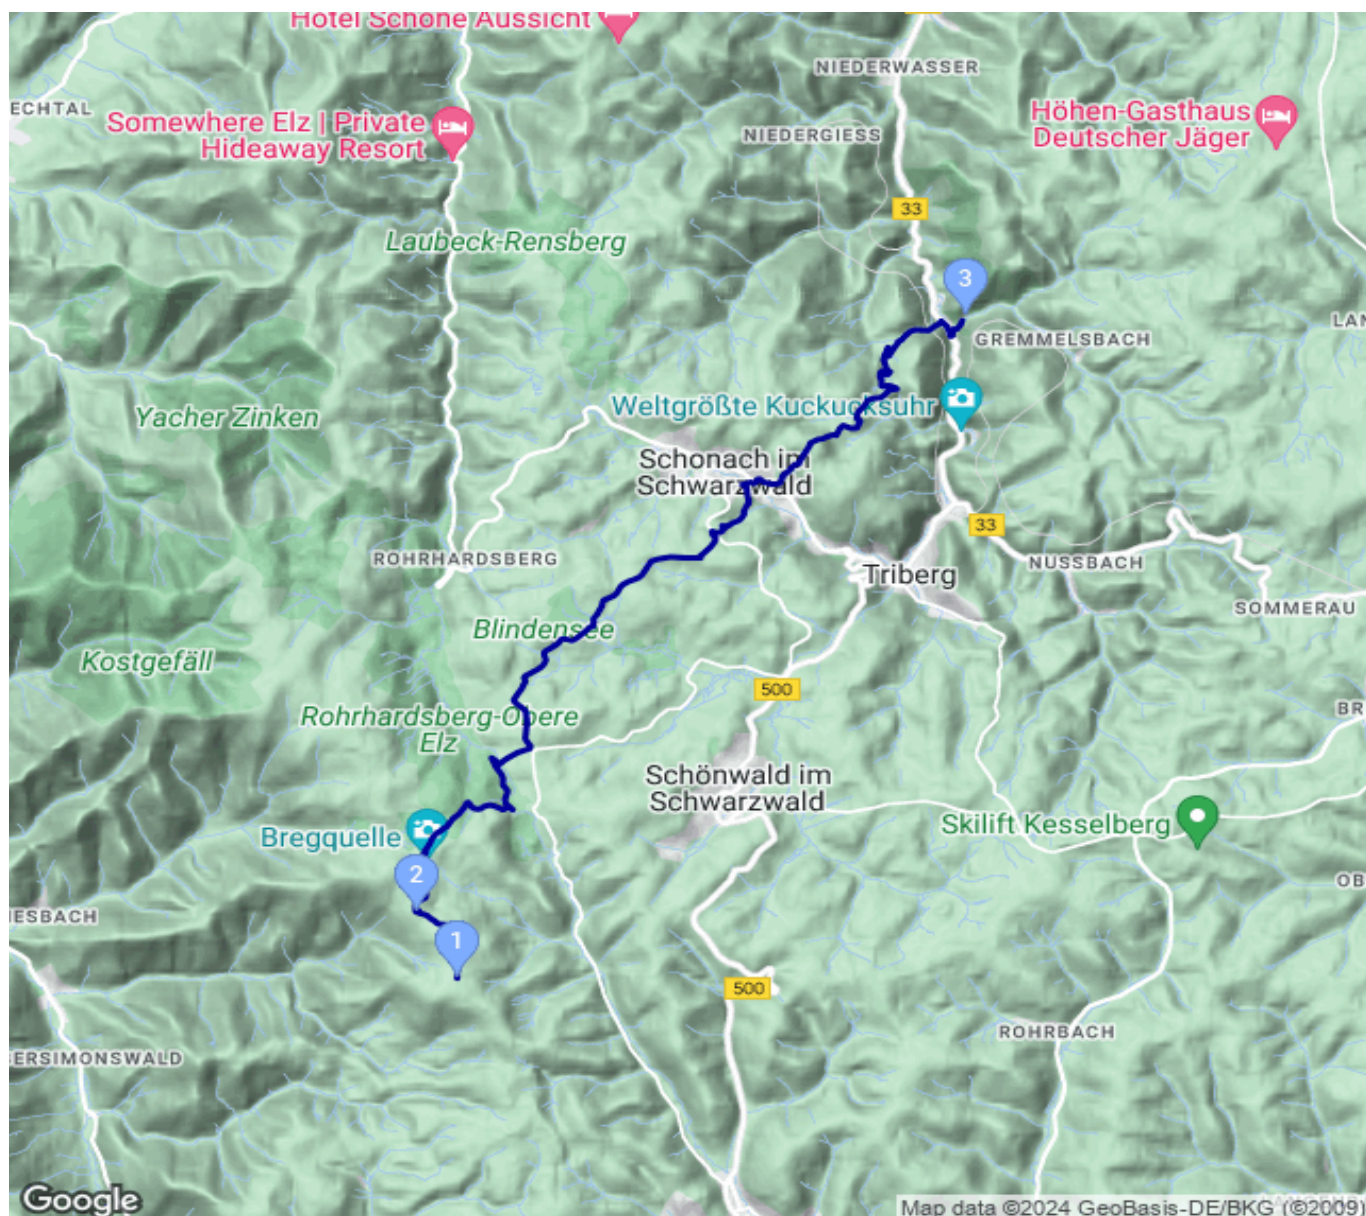 Hotel Schöne Aussicht
NIEDERWASSER
ECHTAL
Somewhere Elz | Private
Hideaway Resort
NIEDERGIESS
Höhen-Gasthaus
Deutscher Jäger
33
Laubeck-Rensberg
3
LAN
GREMMELSBACH
Yacher Zinken
Weltgrößte Kuckucksuhr
Schonach im
Schwarzwald
33
ROHRHARDSBERG
Triberg
NUSSBACH
SOMMERAU
Blindensee
Kostgefäll
500
Rohrhardsberg-Obere
Elz
BR
Schönwald im
Schwarzwald
Bregquelle
Skilift Kesselberg
2
OB
IESBACH
1
500
ROHRBACH
ERSIMONSWALD
Google
Map data ©2024 GeoBasis-DE/BKG (©2009)